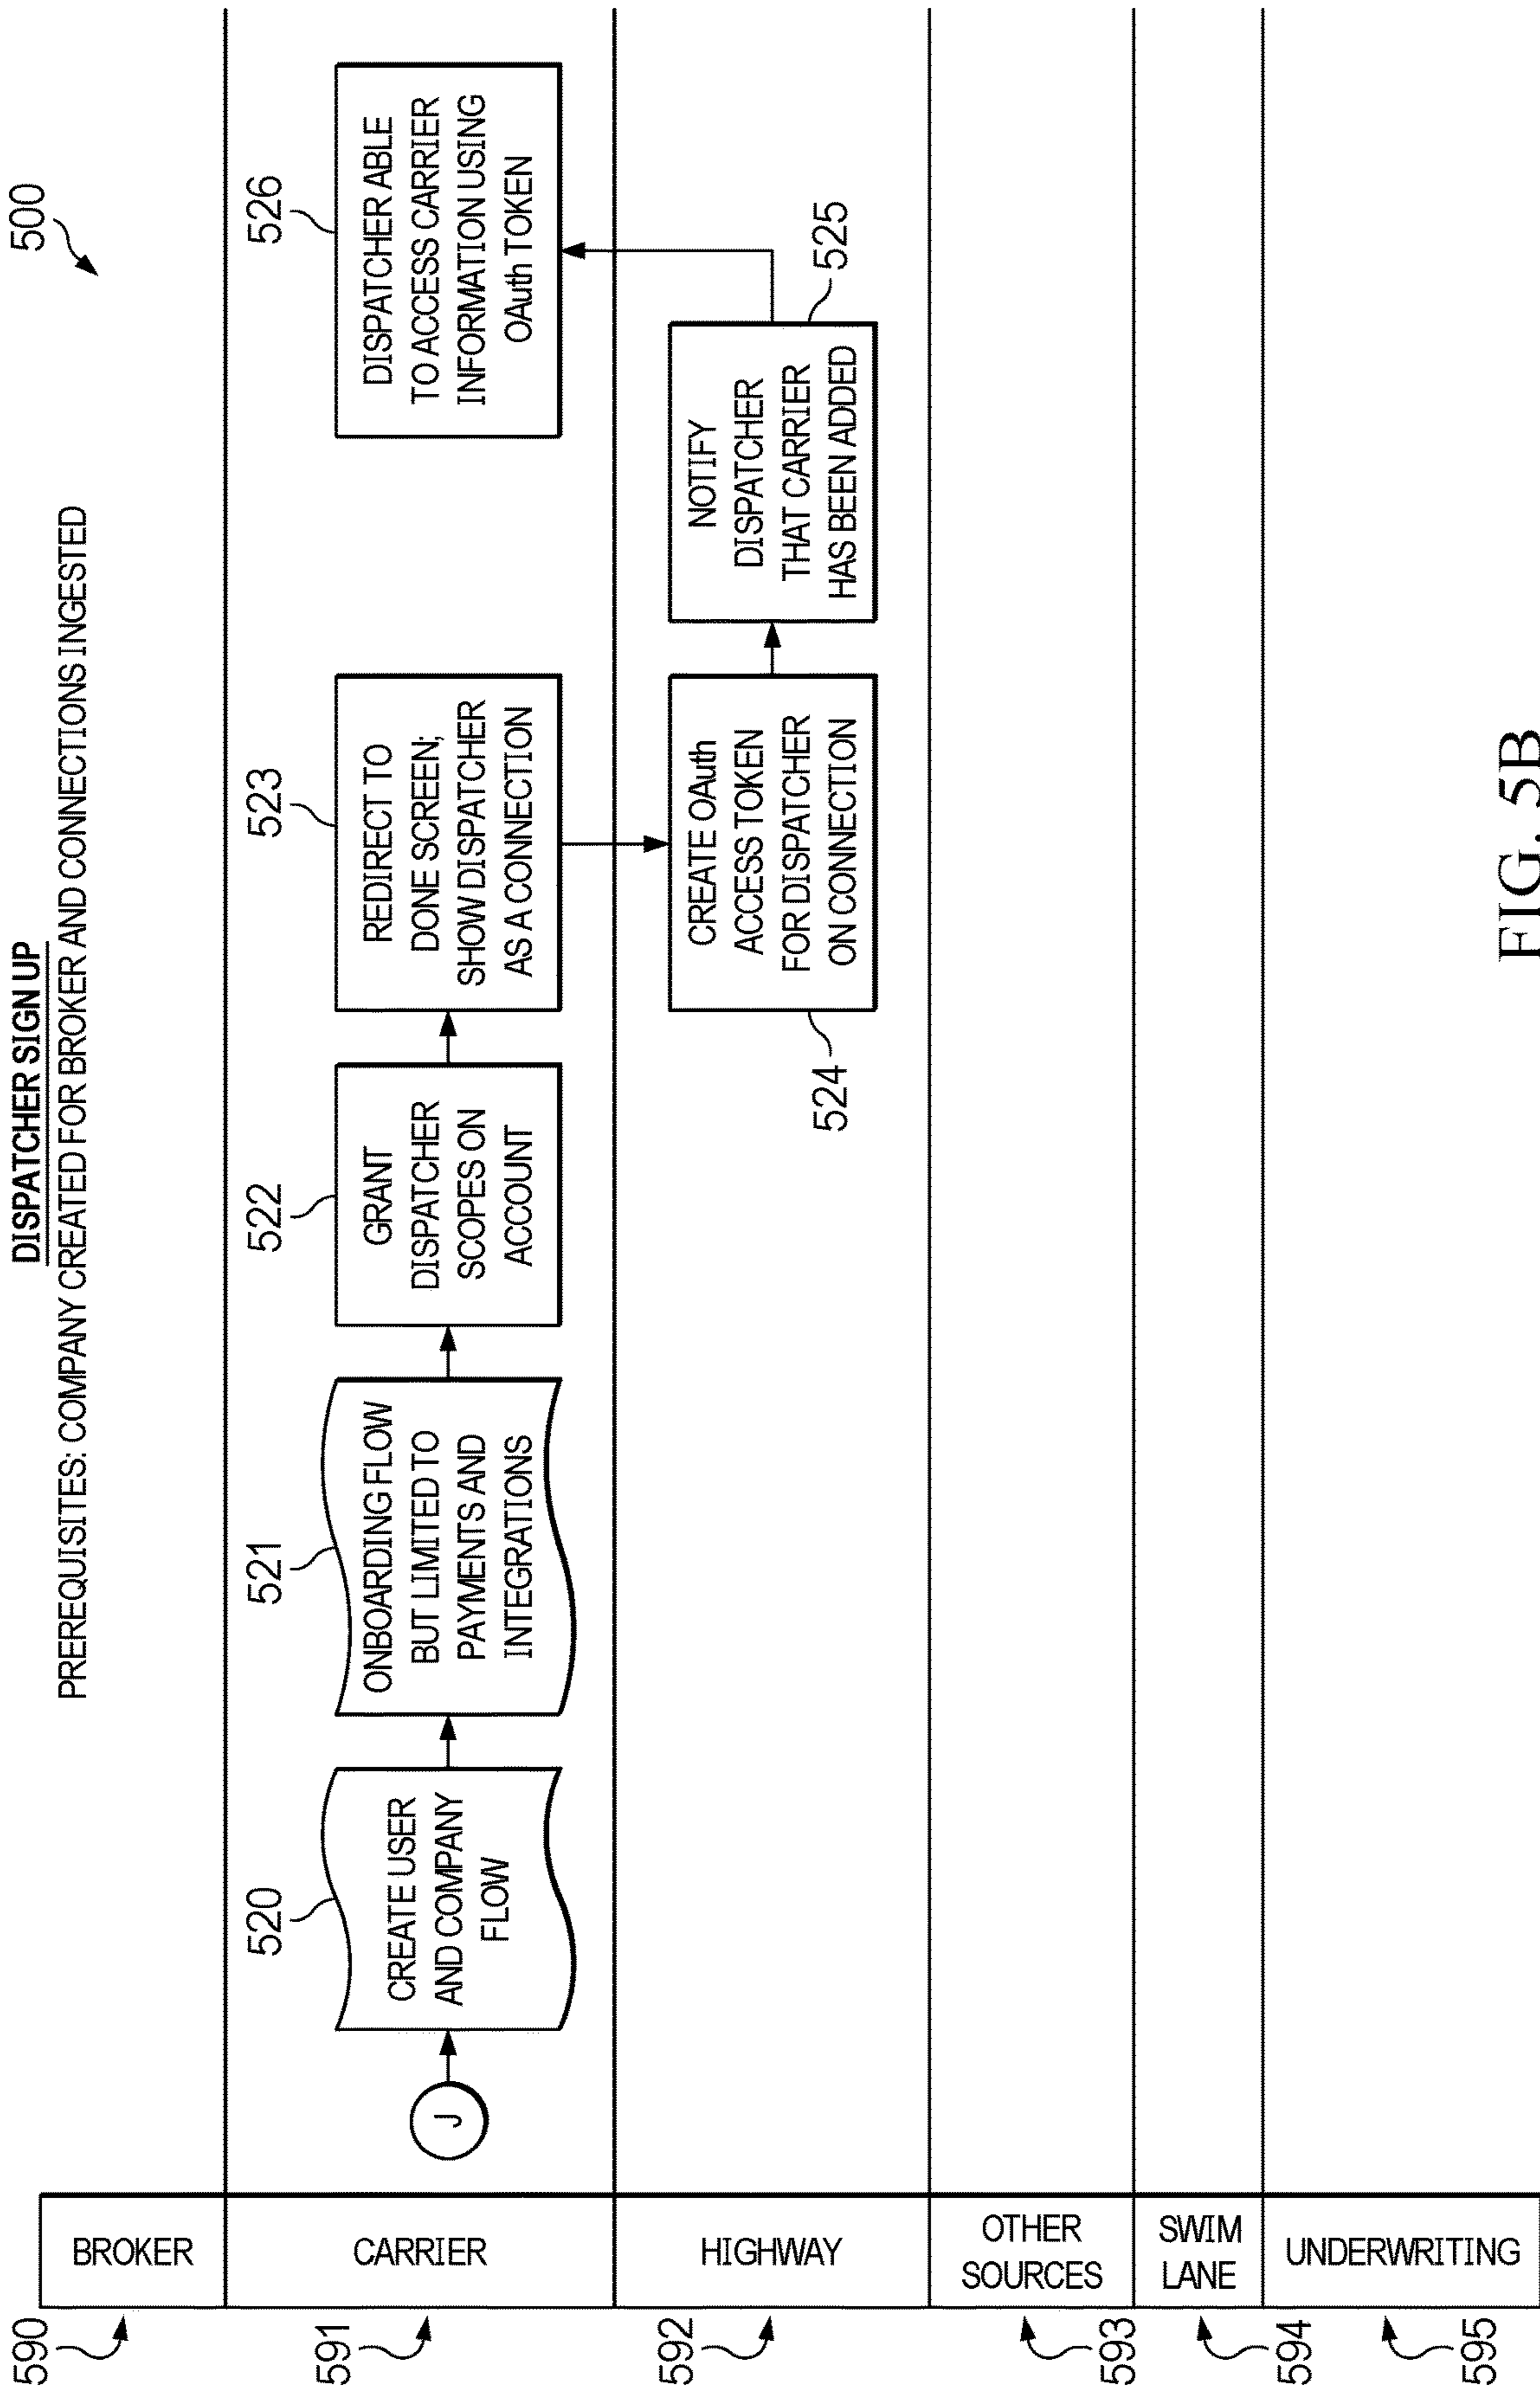 DISPATCHER SIGN UP
PREREQUISITES: COMPANY CREATED FOR BROKER AND CONNECTIONS INGESTED
500
590
BROKER
591
CARRIER
J
520
CREATE USER
AND COMPANY
FLOW
521
ONBOARDING FLOW
BUT LIMITED TO
PAYMENTS AND
INTEGRATIONS
522
GRANT
DISPATCHER
SCOPES ON
ACCOUNT
523
REDIRECT TO
DONE SCREEN;
SHOW DISPATCHER
AS A CONNECTION
526
DISPATCHER ABLE
TO ACCESS CARRIER
INFORMATION USING
OAuth TOKEN
592
HIGHWAY
524
CREATE OAuth
ACCESS TOKEN
FOR DISPATCHER
ON CONNECTION
525
NOTIFY
DISPATCHER
THAT CARRIER
HAS BEEN ADDED
593
OTHER
SOURCES
594
SWIM
LANE
595
UNDERWRITING
FIG. 5B